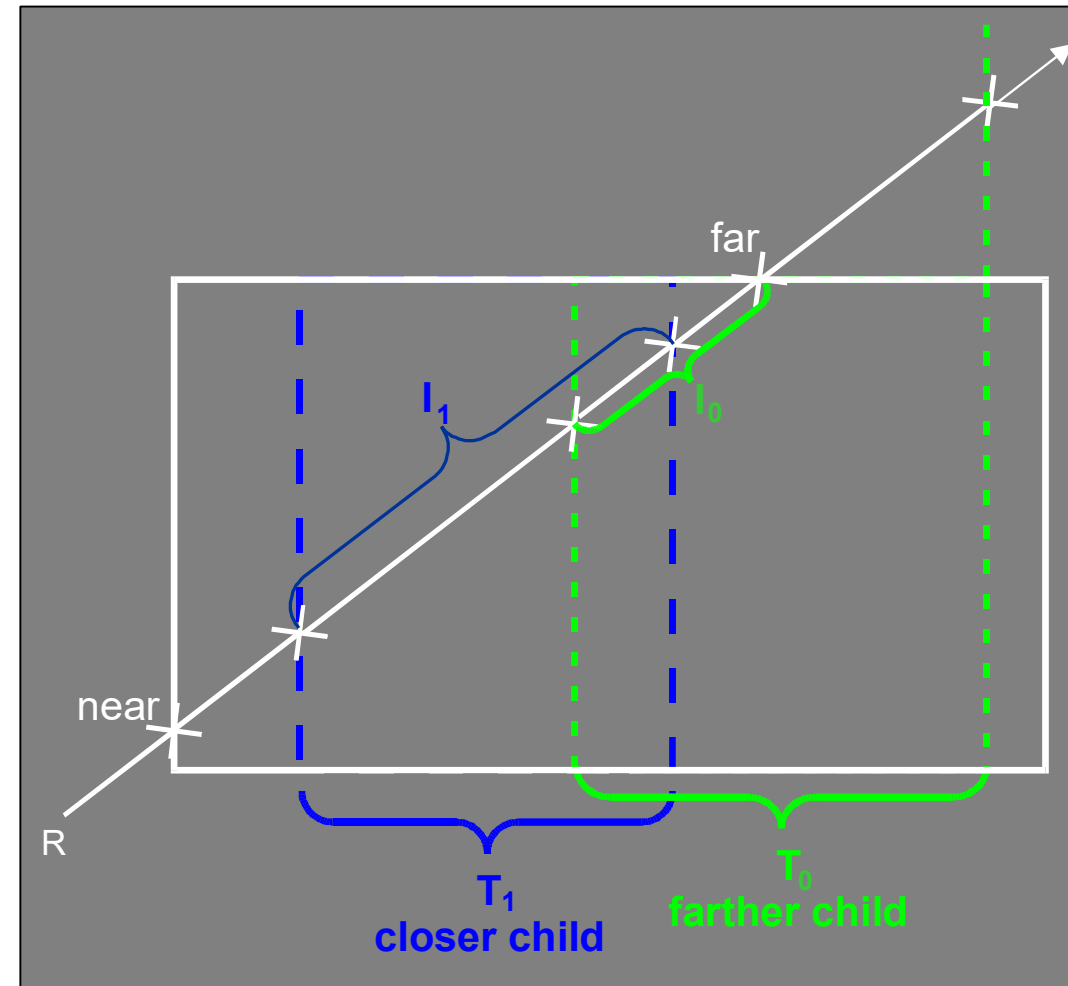 far
I₁
I₀
near
R
T₁
closer child
T₀
farther child